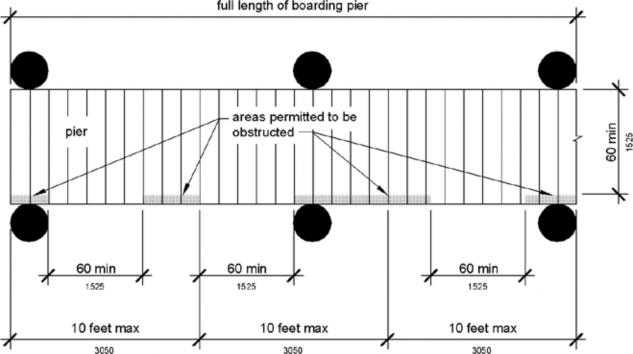 full length of boarding pier
pier
areas permitted to be
obstructed
60 min
1525
60 min
1525
60 min
1525
60 min
1525
10 feet max
3050
10 feet max
3050
10 feet max
3050